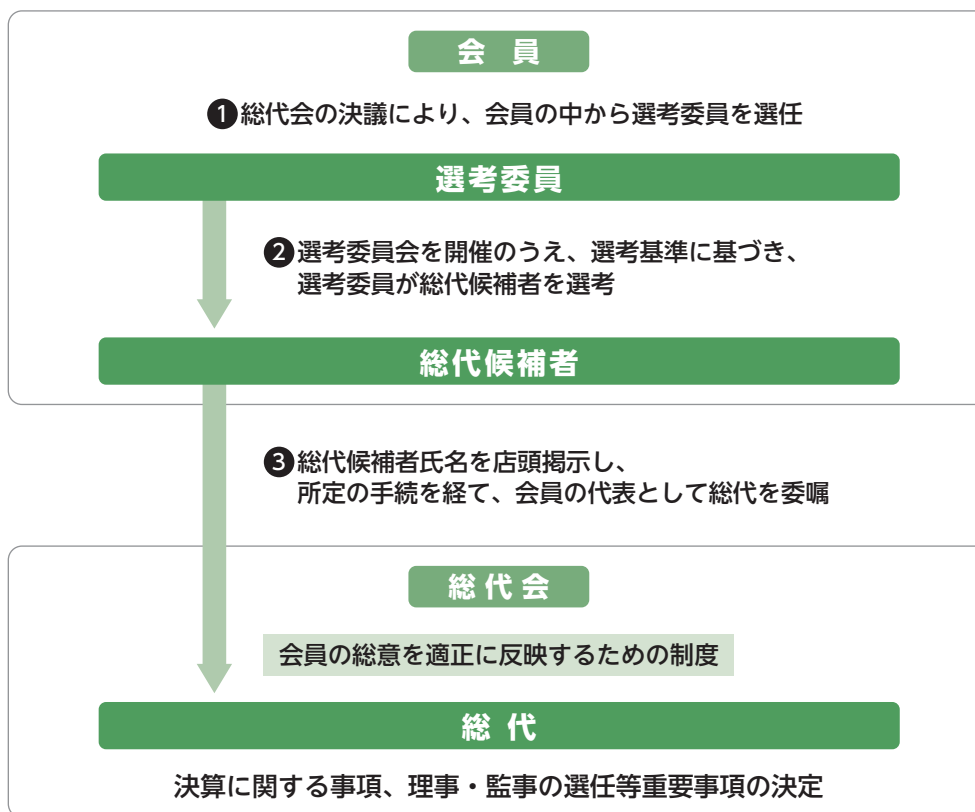 会員
❶総代会の決議により、会員の中から選考委員を選任
選考委員
❷選考委員会を開催のうえ、選考基準に基づき、
選考委員が総代候補者を選考
総代候補者
❸総代候補者氏名を店頭掲示し、
所定の手続を経て、会員の代表として総代を委嘱
総代会
会員の総意を適正に反映するための制度
総代
決算に関する事項、理事・監事の選任等重要事項の決定